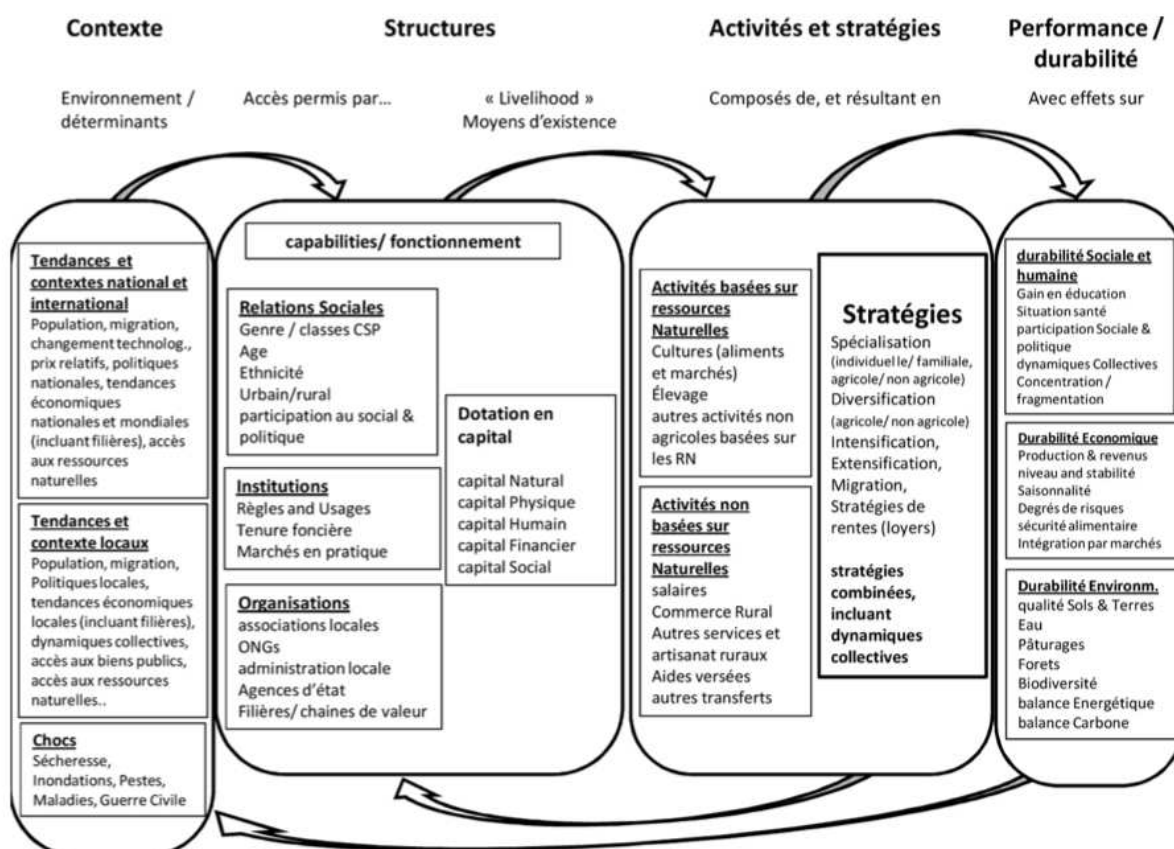 Contexte
Structures
Activités et stratégies
Performance /
durabilité
Environnement /
déterminants
Accès permis par…
« Livelihood »
Moyens d’existence
Composés de, et résultant en
Avec effets sur
Tendances et
contextes national et
international
Population, migration,
changement technolog.,
prix relatifs, politiques
nationales, tendances
économiques
nationales et mondiales
(incluant filières), accès
aux ressources
naturelles
Tendances et
contexte locaux
Population, migration,
Politiques locales,
tendances économiques
locales (incluant filières),
dynamiques collectives,
accès aux biens publics,
accès aux ressources
naturelles..
Chocs
Sécheresse,
Inondations, Pestes,
Maladies, Guerre Civile
capabilities/ fonctionnement
Relations Sociales
Genre / classes CSP
Age
Ethnicité
Urbain/rural
participation au social &
politique
Institutions
Règles and Usages
Tenure foncière
Marchés en pratique
Organisations
associations locales
ONGs
administration locale
Agences d’état
Filières/ chaines de valeur
Dotation en
capital
capital Natural
capital Physique
capital Humain
capital Financier
capital Social
Activités basées sur
ressources
Naturelles
Cultures (aliments
et marchés)
Élevage
autres activités non
agricoles basées sur
les RN
Activités non
basées sur
ressources
Naturelles
salaires
Commerce Rural
Autres services et
artisanat ruraux
Aides versées
autres transferts
Stratégies
Spécialisation
(individuelle/ familiale,
agricole/ non agricole)
Diversification
(agricole/ non agricole)
Intensification,
Extensification,
Migration,
Stratégies de
rentes (loyers)
stratégies
combinées,
incluant
dynamiques
collectives
durabilité Sociale et
humaine
Gain en éducation
Situation santé
participation Sociale &
politique
dynamiques Collectives
Concentration /
fragmentation
Durabilité Economique
Production & revenus
niveau and stabilité
Saisonnalité
Degrés de risques
sécurité alimentaire
Intégration par marchés
Durabilité Environm.
qualité Sols & Terres
Eau
Pâturages
Forets
Biodiversité
balance Energétique
balance Carbone